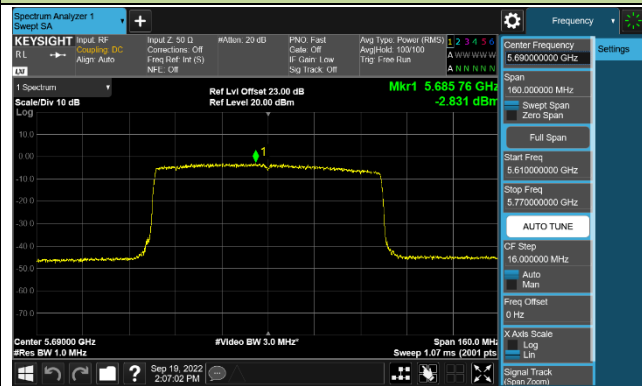 Spectrum Analyzer 1
Swept SA
Frequency
KEYSIGHT
RL
LXI
Input: RF
Coupling: DC
Align: Auto
Input Z: 50 Ω
Corrections: Off
Freq Ref: Int (S)
NFE: Off
#Atten: 20 dB
PNO: Fast
Gate: Off
IF Gain: Low
Sig Track: Off
Avg Type: Power (RMS)
Avg|Hold: 100/100
Trig: Free Run
1 2 3 4 5 6
A W W W W W
A N N N N N
1 Spectrum
Scale/Div 10 dB
Log
Ref Lvl Offset 23.00 dB
Ref Level 20.00 dBm
Mkr1 5.685 76 GHz
-2.831 dBm
1
10.0
0.00
-10.0
-20.0
-30.0
-40.0
-50.0
-60.0
-70.0
Center 5.69000 GHz
#Res BW 1.0 MHz
#Video BW 3.0 MHz*
Span 160.0 MHz
Sweep 1.07 ms (2001 pts
Center Frequency
5.690000000 GHz
Settings
Span
160.000000 MHz
Swept Span
Zero Span
Full Span
Start Freq
5.610000000 GHz
Stop Freq
5.770000000 GHz
AUTO TUNE
CF Step
16.000000 MHz
Auto
Man
Freq Offset
0 Hz
X Axis Scale
Log
Lin
Signal Track
(Span Zoom)
Sep 19, 2022
2:07:02 PM